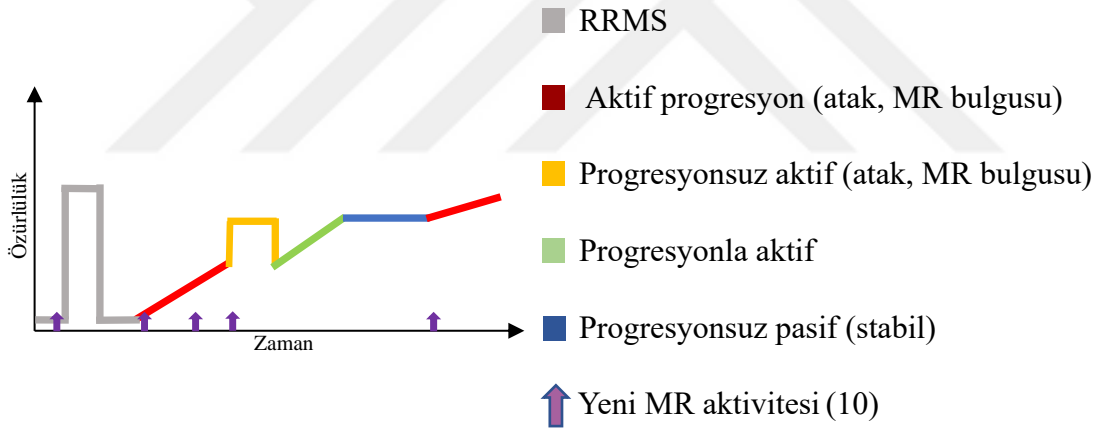 Özürlülük
Zaman
RRMS
Aktif progresyon (atak, MR bulgusu)
Progresyonsuz aktif (atak, MR bulgusu)
Progresyonla aktif
Progresyonsuz pasif (stabil)
Yeni MR aktivitesi (10)